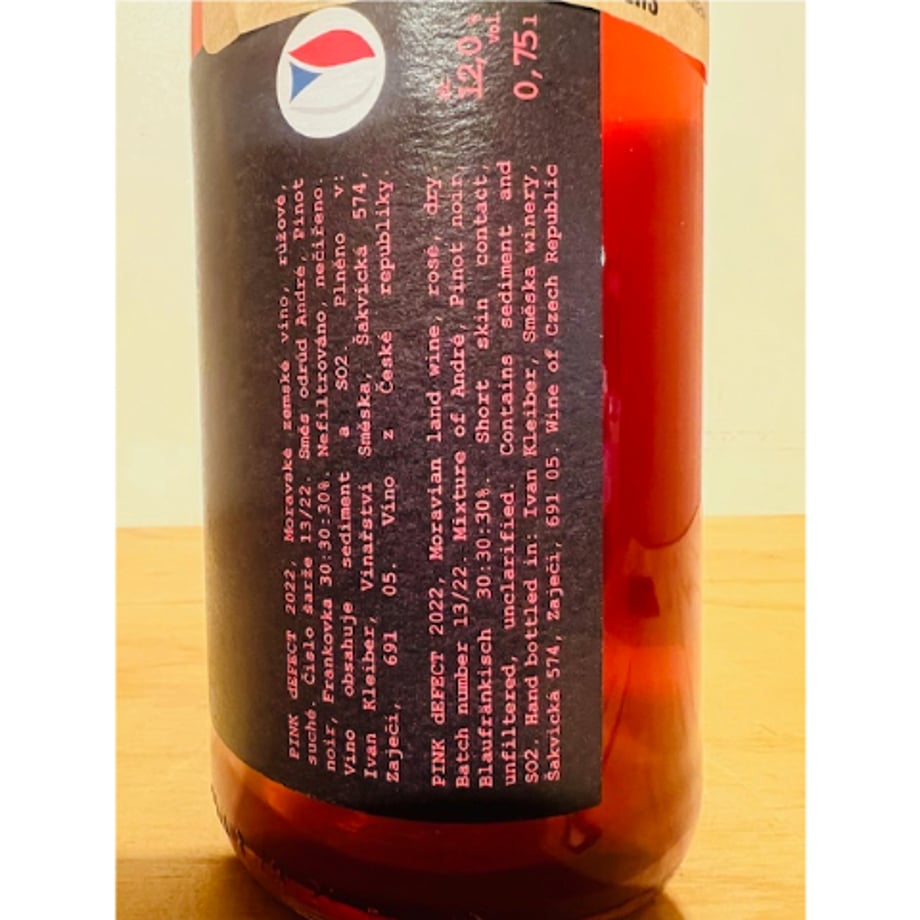 PINK dEFECT 2022, Moravské zemské víno, růžové,
suché. Číslo šarže 13/22. Směs odrůd André, Pinot
noir, Frankovka 30:30:30%. Nefiltrováno, nečiřeno.
Víno obsahuje sediment a SO2. Plněno v:
Ivan Kleiber, Vinařství Směska, Šakvická 574,
Zaječí, 691 05. Víno z České republiky.
PINK dEFECT 2022, Moravian land wine, rosé, dry
Batch number 13/22. Mixture of André, Pinot noir,
Blaufränkisch 30:30:30%. Short skin contact,
unfiltered, unclarified. Contains sediment and
SO2. Hand bottled in: Ivan Kleiber, Směska winery,
Šakvická 574, Zaječí, 691 05. Wine of Czech Republic
12,0 %
vol.
0,75l